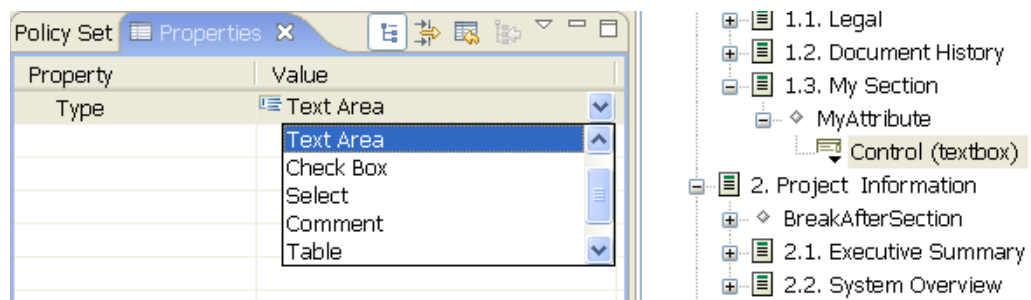 Policy Set Properties
Property Value
Type Text Area
Text Area
Check Box
Select
Comment
Table
1.1. Legal
1.2. Document History
1.3. My Section
MyAttribute
Control (textbox)
2. Project Information
BreakAfterSection
2.1. Executive Summary
2.2. System Overview